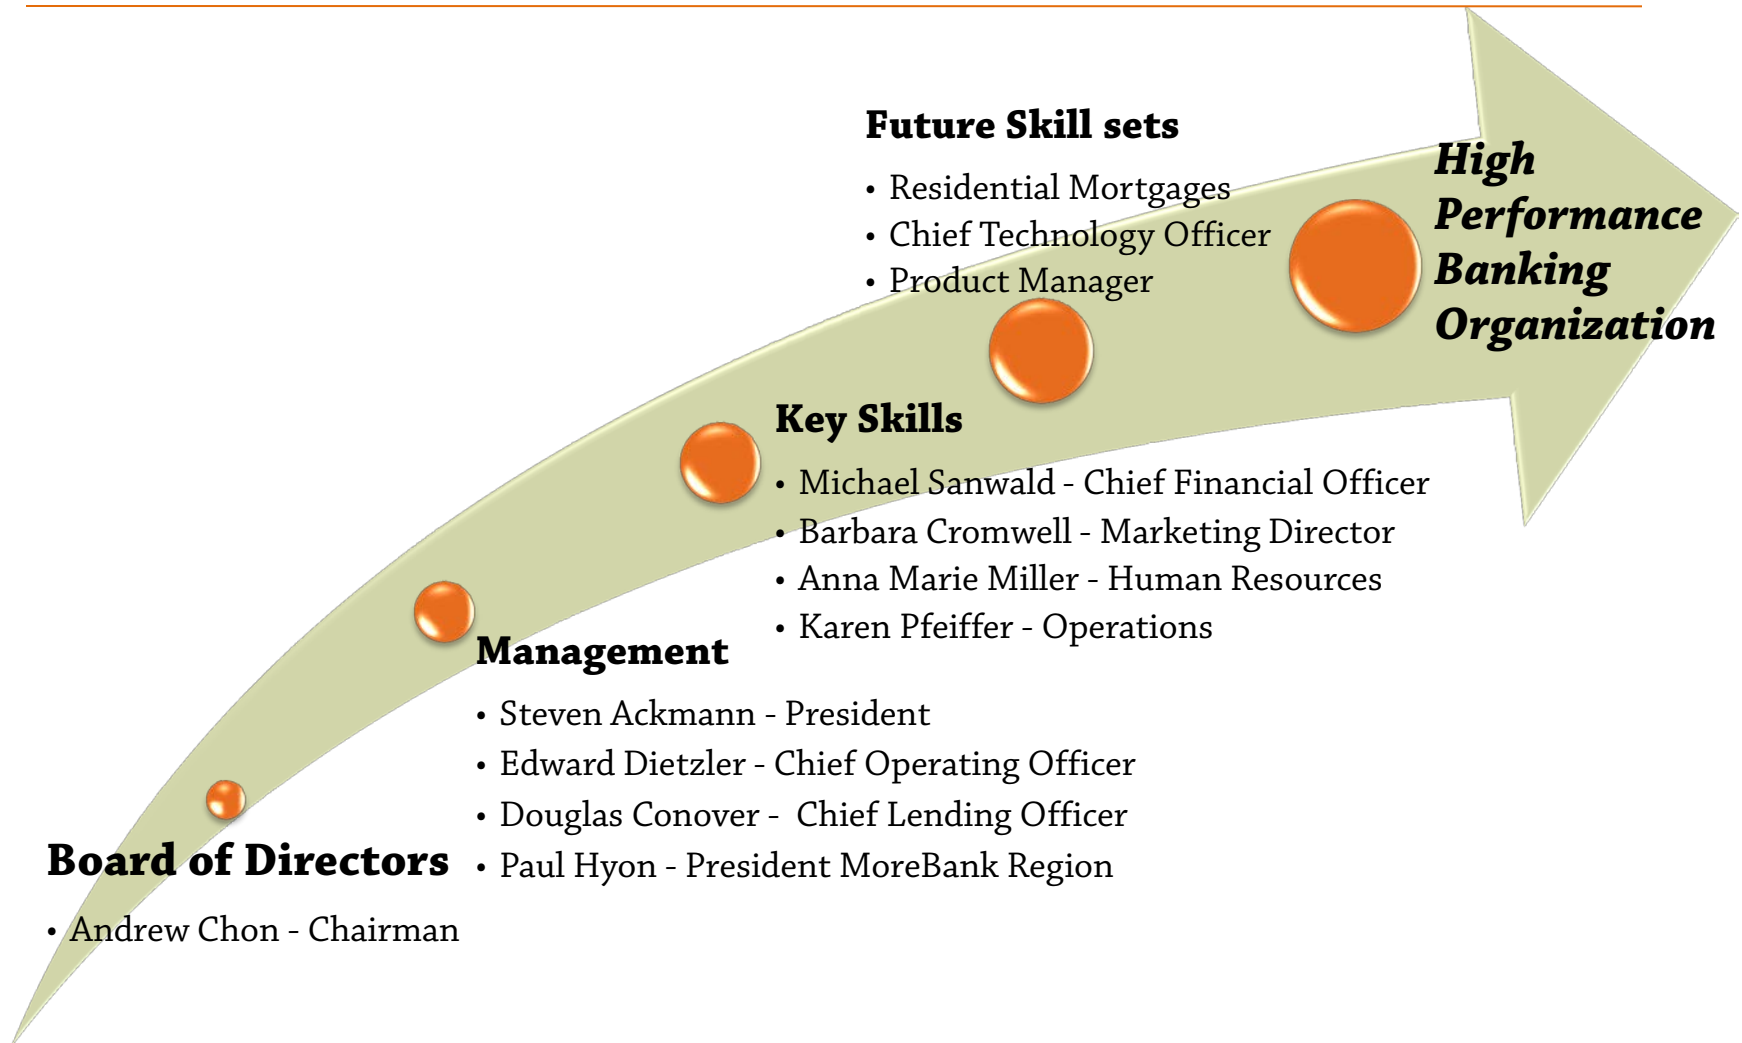 Future Skill sets
• Residential Mortgages
• Chief Technology Officer
• Product Manager
High
Performance
Banking
Organization
Key Skills
• Michael Sanwald - Chief Financial Officer
• Barbara Cromwell - Marketing Director
• Anna Marie Miller - Human Resources
• Karen Pfeiffer - Operations
Management
• Steven Ackmann - President
• Edward Dietzler - Chief Operating Officer
• Douglas Conover -  Chief Lending Officer
• Paul Hyon - President MoreBank Region
Board of Directors
• Andrew Chon - Chairman